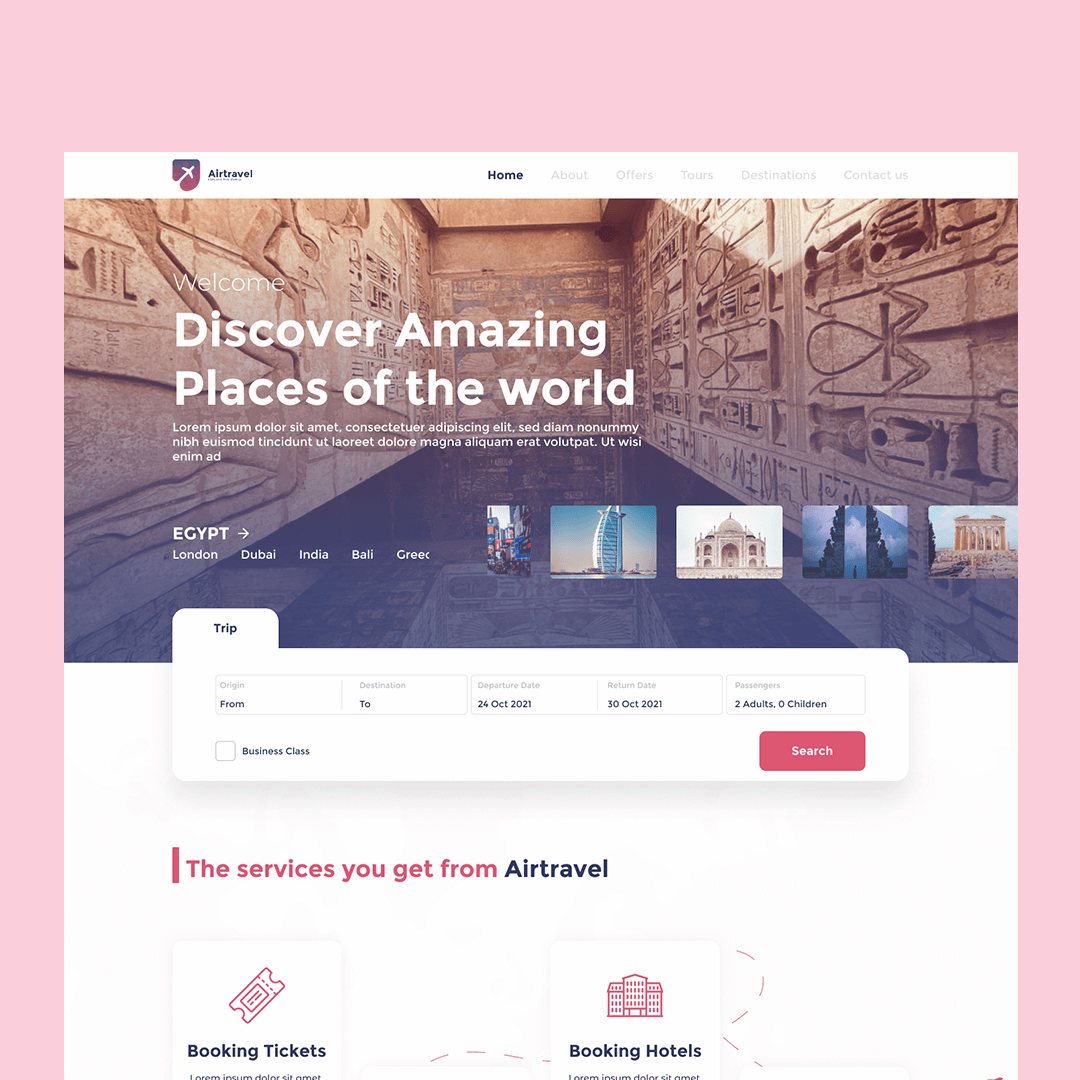 Airtravel
Home About Offers Tours Destinations Contact us
Welcome
Discover Amazing
Places of the world
Lorem ipsum dolor sit amet, consectetuer adipiscing elit, sed diam nonummy
nibh euismod tincidunt ut laoreet dolore magna aliquam erat volutpat. Ut wisi
enim ad
EGYPT →
London Dubai India Bali Greec
Trip
Origin Destination Departure Date Return Date Passengers
From To 24 Oct 2021 30 Oct 2021 2 Adults, 0 Children
Business Class
Search
The services you get from Airtravel
Booking Tickets Booking Hotels
Lorem ipsum dolor sit amet, Lorem ipsum dolor sit amet,